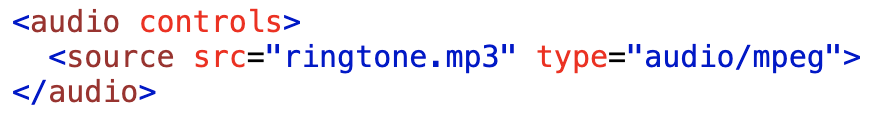 <audio controls>
  <source src="ringtone.mp3" type="audio/mpeg">
</audio>